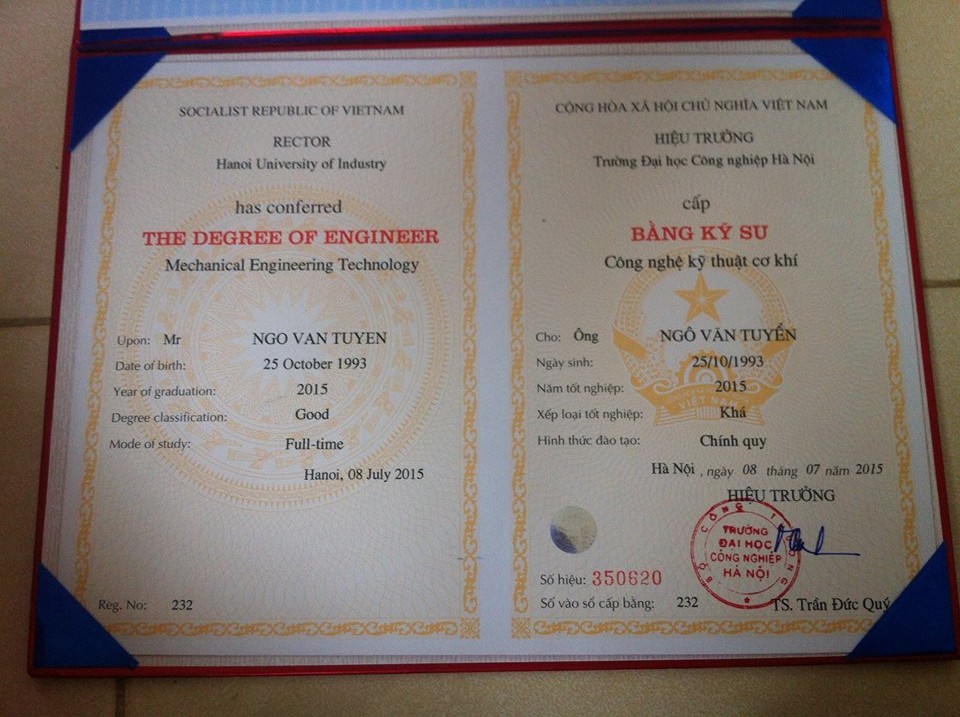 SOCIALIST REPUBLIC OF VIETNAM
RECTOR
Hanoi University of Industry
has conferred
THE DEGREE OF ENGINEER
Mechanical Engineering Technology
Upon: Mr NGO VAN TUYEN
Date of birth: 25 October 1993
Year of graduation: 2015
Degree classification: Good
Mode of study: Full-time
Hanoi, 08 July 2015
Reg. No: 232
CỘNG HÒA XÃ HỘI CHỦ NGHĨA VIỆT NAM
HIỆU TRƯỞNG
Trường Đại học Công nghiệp Hà Nội
cấp
BẰNG KỸ SƯ
Công nghệ kỹ thuật cơ khí
VIỆT NAM
Cho: Ông NGÔ VĂN TUYỂN
Ngày sinh: 25/10/1993
Năm tốt nghiệp: 2015
Xếp loại tốt nghiệp: Khá
Hình thức đào tạo: Chính quy
Hà Nội , ngày 08 tháng 07 năm 2015
HIỆU TRƯỞNG
BỘ CÔNG THƯƠNG
TRƯỜNG
ĐẠI HỌC
CÔNG NGHIỆP
HÀ NỘI
Số hiệu: 350620
Số vào sổ cấp bằng: 232
TS. Trần Đức Quý